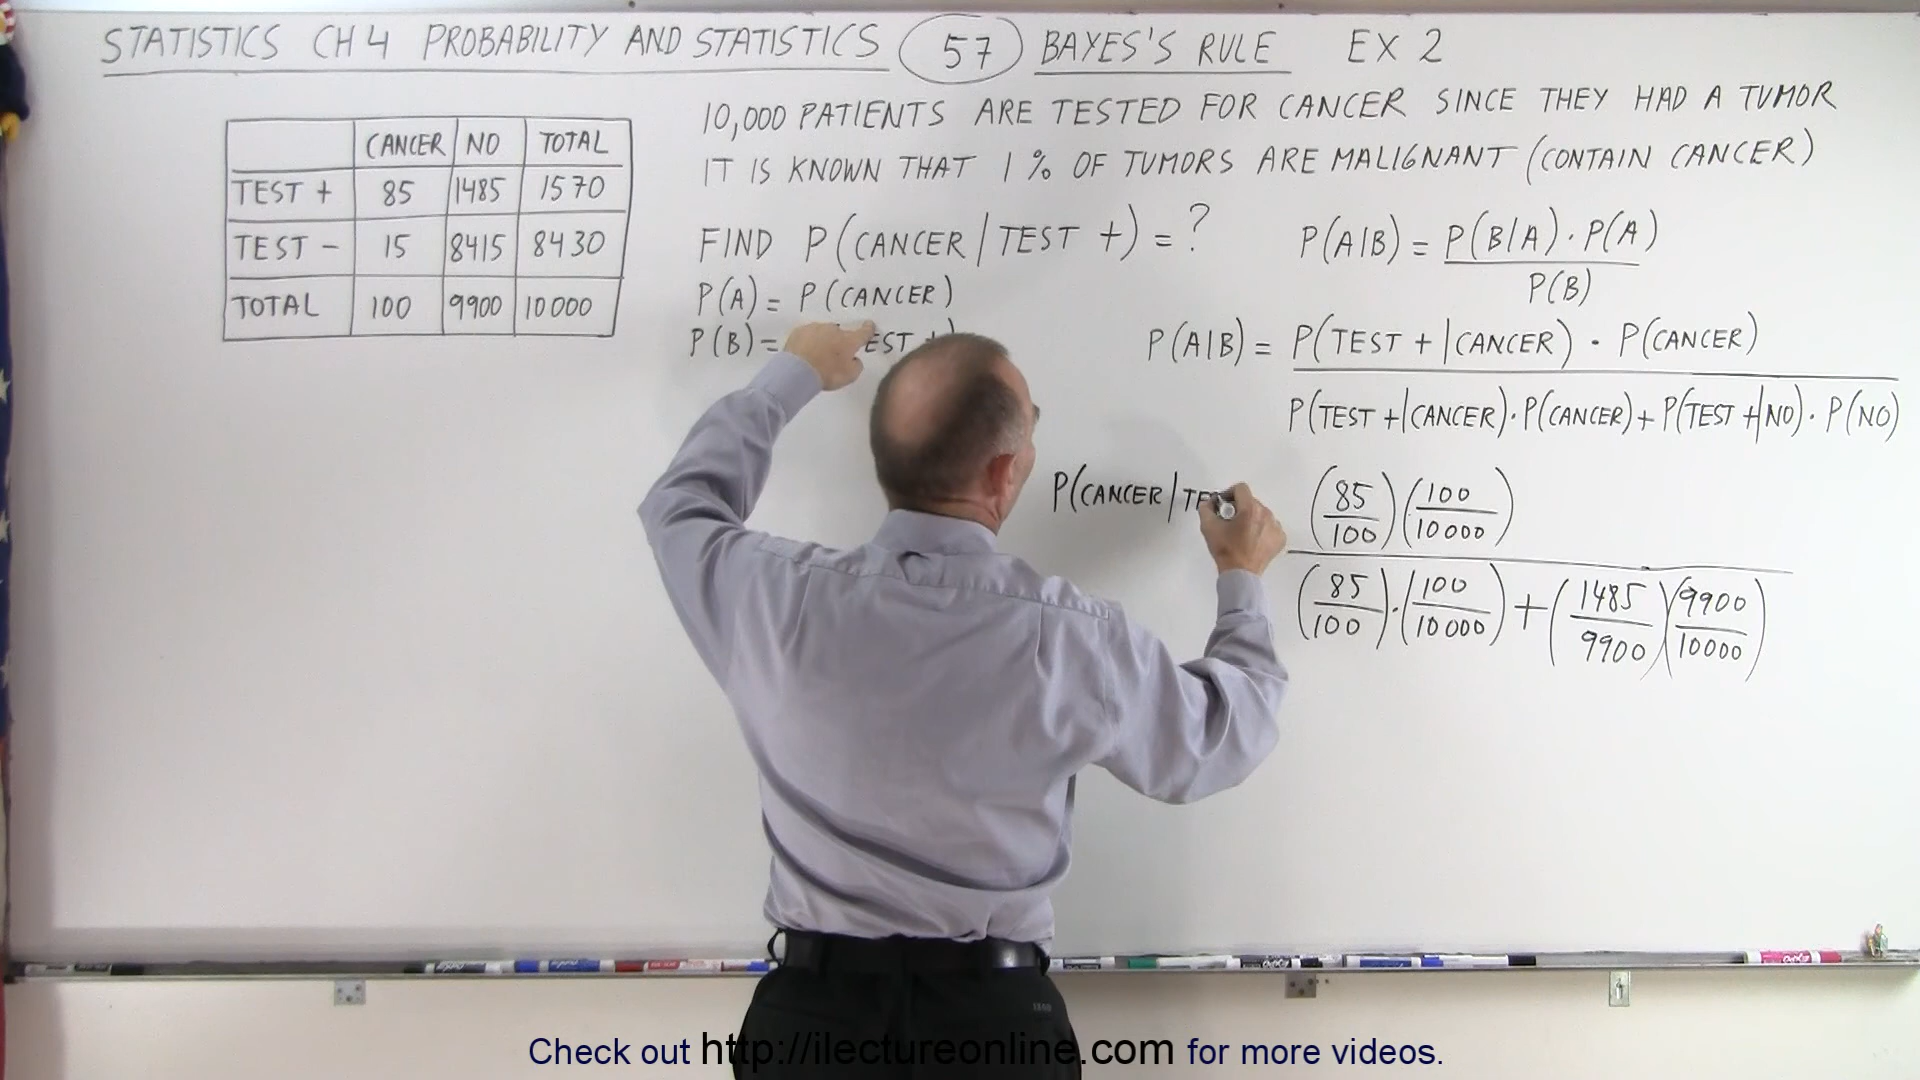 STATISTICS CH 4 PROBABILITY AND STATISTICS 57 BAYES'S RULE EX 2
10,000 PATIENTS ARE TESTED FOR CANCER SINCE THEY HAD A TUMOR
IT IS KNOWN THAT 1% OF TUMORS ARE MALIGNANT (CONTAIN CANCER)
CANCER NO TOTAL
TEST + 85 1485 1570
TEST - 15 8415 8430
TOTAL 100 9900 10000
FIND P(CANCER/TEST +) = ?
P(A) = P(CANCER)
P(B) = EST +)
P(A|B) = P(B/A)·P(A)
P(B)
P(A|B) = P(TEST +|CANCER) · P(CANCER)
P(TEST +|CANCER)·P(CANCER)+P(TEST +|NO)·P(NO)
P(CANCER|TE
(85/100)(100/10000)
(85/100)·(100/10000)+(1485/9900)(9900/10000)
Check out http://ilectureonline.com for more videos.